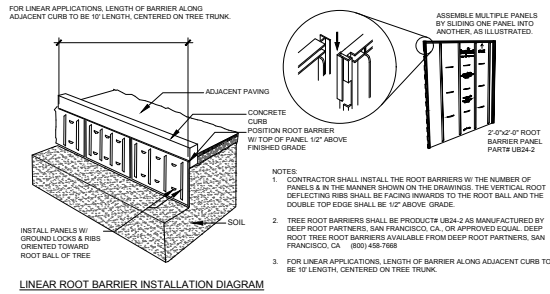 FOR LINEAR APPLICATIONS, LENGTH OF BARRIER ALONG
ADJACENT CURB TO BE 10' LENGTH, CENTERED ON TREE TRUNK.
ADJACENT PAVING
CONCRETE
CURB
POSITION ROOT BARRIER
W/ TOP OF PANEL 1/2" ABOVE
FINISHED GRADE
SOIL
INSTALL PANELS W/
GROUND LOCKS & RIBS
ORIENTED TOWARD
ROOT BALL OF TREE
LINEAR ROOT BARRIER INSTALLATION DIAGRAM
ASSEMBLE MULTIPLE PANELS
BY SLIDING ONE PANEL INTO
ANOTHER, AS ILLUSTRATED.
2'-0"x2'-0" ROOT
BARRIER PANEL
PART# UB24-2
NOTES:
1. CONTRACTOR SHALL INSTALL THE ROOT BARRIERS W/ THE NUMBER OF
PANELS & IN THE MANNER SHOWN ON THE DRAWINGS. THE VERTICAL ROOT
DEFLECTING RIBS SHALL BE FACING INWARDS TO THE ROOT BALL AND THE
DOUBLE TOP EDGE SHALL BE 1/2" ABOVE GRADE.
2. TREE ROOT BARRIERS SHALL BE PRODUCT# UB24-2 AS MANUFACTURED BY
DEEP ROOT PARTNERS, SAN FRANCISCO, CA., OR APPROVED EQUAL. DEEP
ROOT TREE ROOT BARRIERS AVAILABLE FROM DEEP ROOT PARTNERS, SAN
FRANCISCO, CA (800) 458-7668
3. FOR LINEAR APPLICATIONS, LENGTH OF BARRIER ALONG ADJACENT CURB TO
BE 10' LENGTH, CENTERED ON TREE TRUNK.